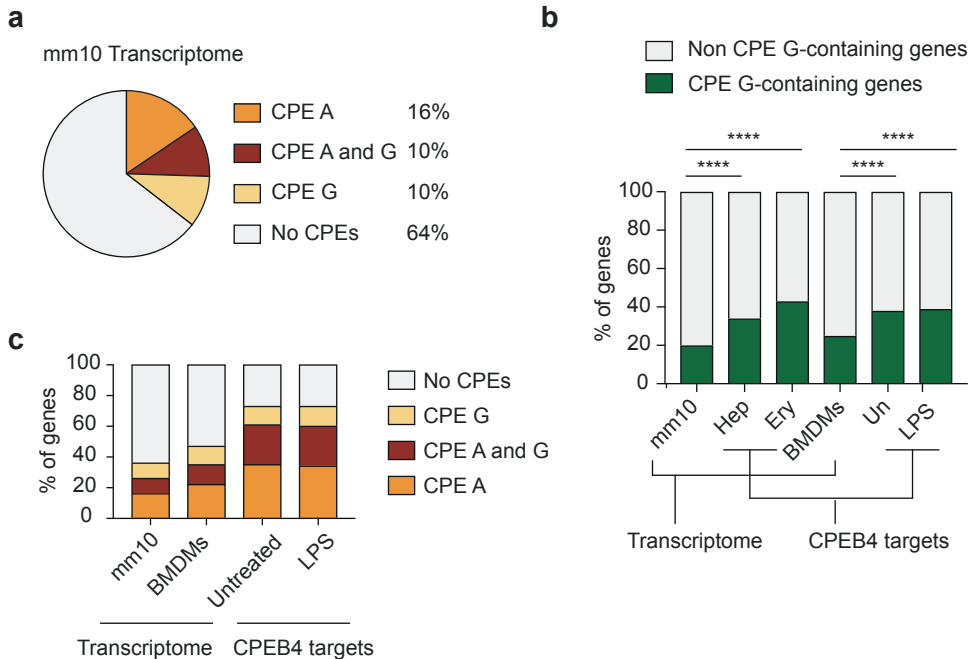 a
mm10 Transcriptome
CPE A 16%
CPE A and G 10%
CPE G 10%
No CPEs 64%
b
Non CPE G-containing genes
CPE G-containing genes
**** ****
**** ****
100
80
60
40
20
0
% of genes
mm10
Hep
Ery
BMDMs
Un
LPS
Transcriptome
CPEB4 targets
c
100
80
60
40
20
0
% of genes
No CPEs
CPE G
CPE A and G
CPE A
mm10
BMDMs
Untreated
LPS
Transcriptome
CPEB4 targets